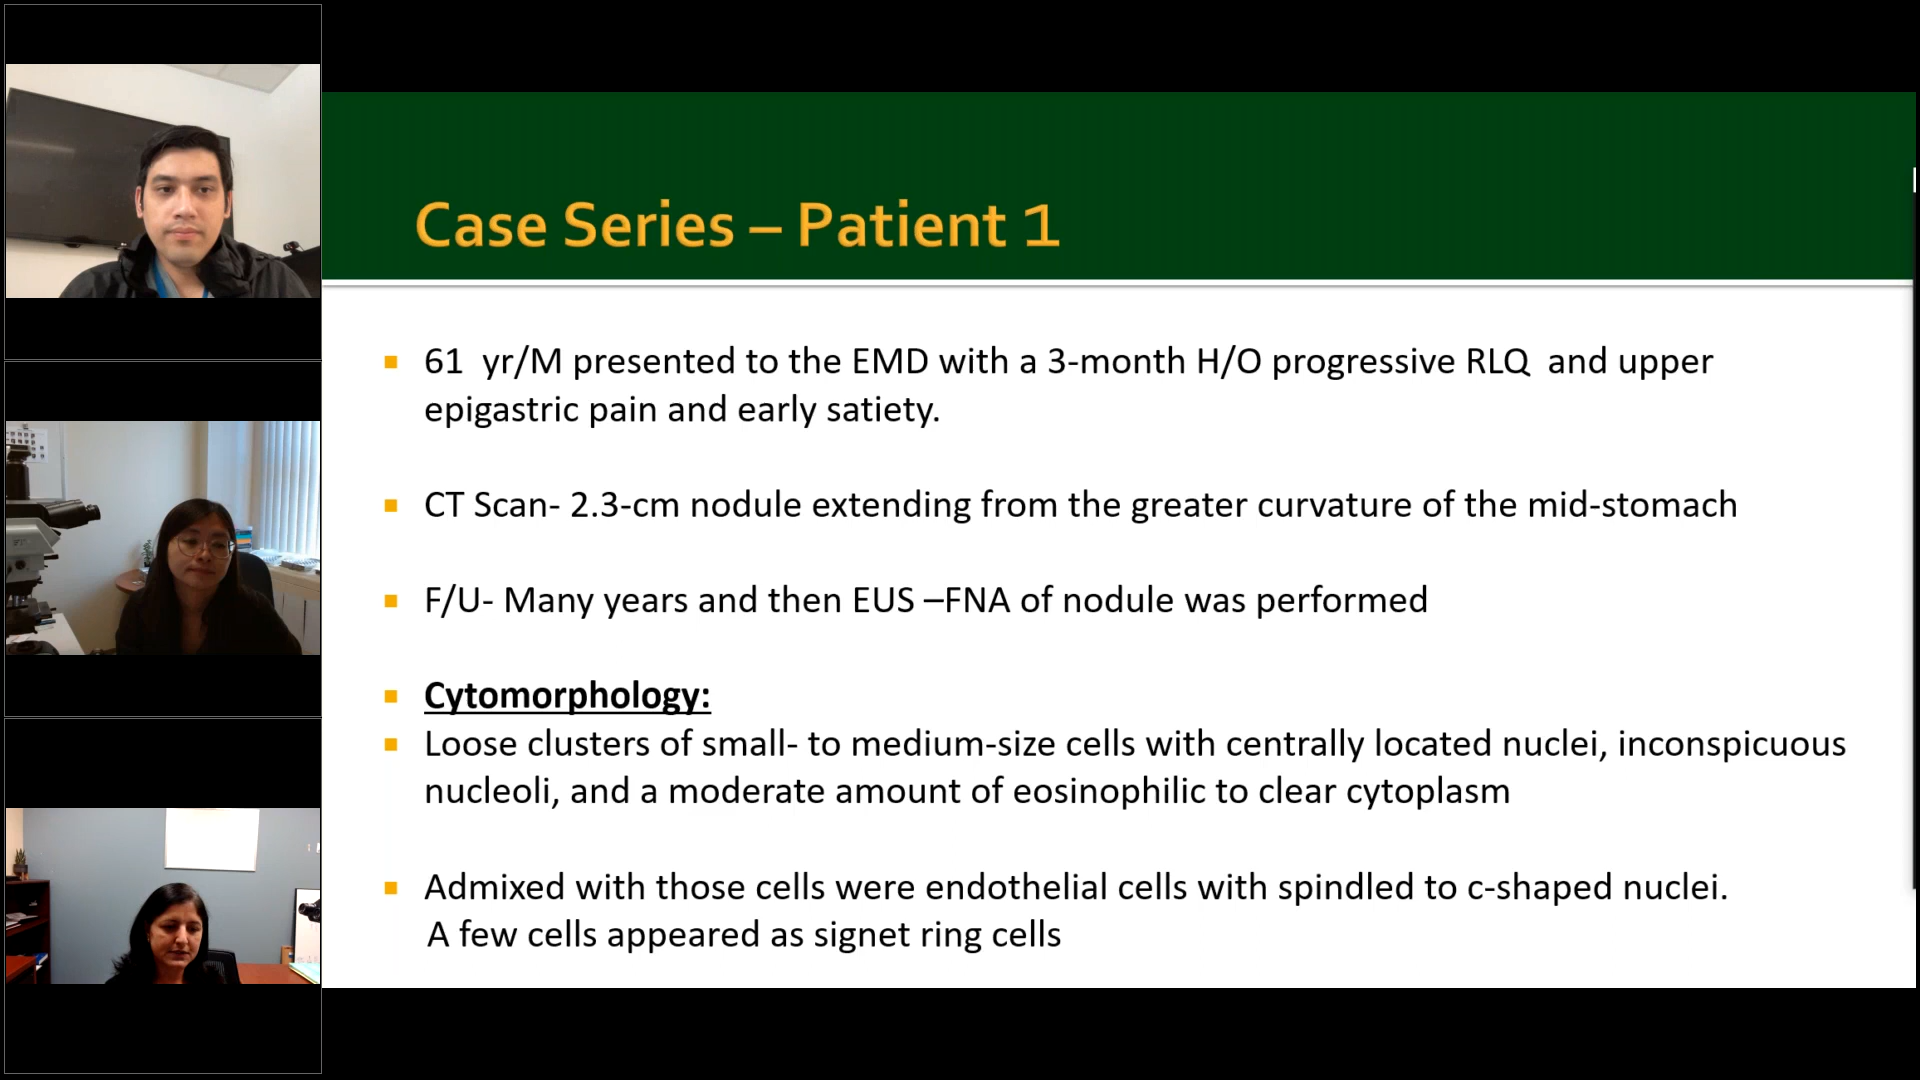 Case Series – Patient 1
61  yr/M presented to the EMD with a 3-month H/O progressive RLQ  and upper
epigastric pain and early satiety.
CT Scan- 2.3-cm nodule extending from the greater curvature of the mid-stomach
F/U- Many years and then EUS –FNA of nodule was performed
Cytomorphology:
Loose clusters of small- to medium-size cells with centrally located nuclei, inconspicuous
nucleoli, and a moderate amount of eosinophilic to clear cytoplasm
Admixed with those cells were endothelial cells with spindled to c-shaped nuclei.
A few cells appeared as signet ring cells